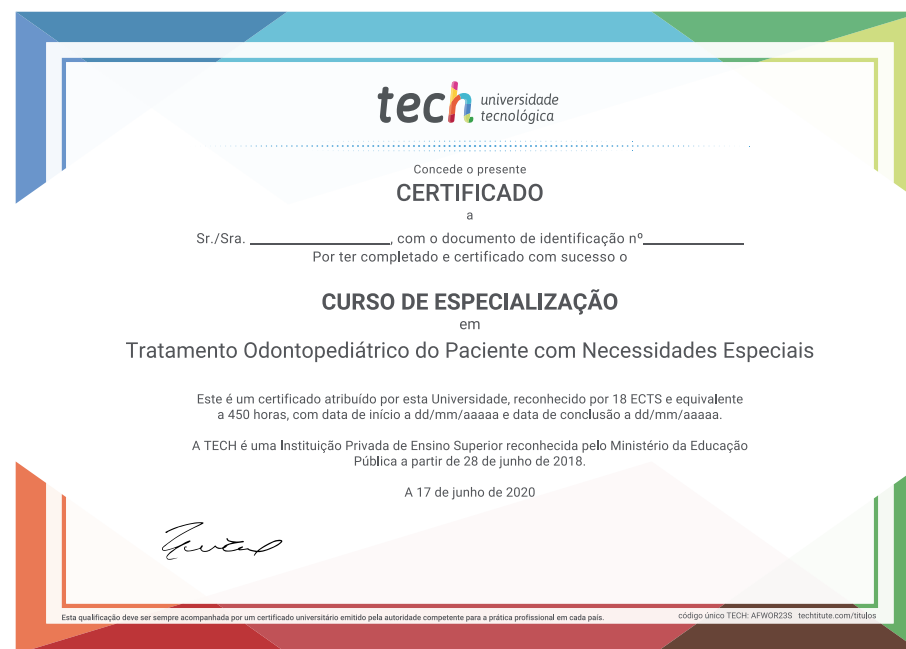 tech universidade
tecnológica
Concede o presente
CERTIFICADO
a
Sr./Sra. ________________, com o documento de identificação nº____________
Por ter completado e certificado com sucesso o
CURSO DE ESPECIALIZAÇÃO
em
Tratamento Odontopediátrico do Paciente com Necessidades Especiais
Este é um certificado atribuído por esta Universidade, reconhecido por 18 ECTS e equivalente
a 450 horas, com data de início a dd/mm/aaaaa e data de conclusão a dd/mm/aaaaa.
A TECH é uma Instituição Privada de Ensino Superior reconhecida pelo Ministério da Educação
Pública a partir de 28 de junho de 2018.
A 17 de junho de 2020
Esta qualificação deve ser sempre acompanhada por um certificado universitário emitido pela autoridade competente para a prática profissional em cada país.
código único TECH: AFWOR23S techtitute.com/titulos